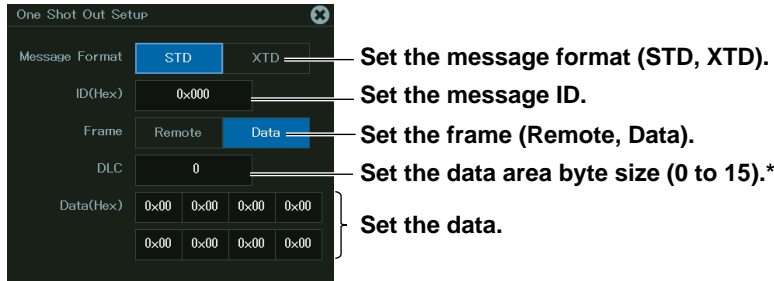 One Shot Out Setup
Message Format STD XTD Set the message format (STD, XTD).
ID(Hex) 0x000 Set the message ID.
Frame Remote Data Set the frame (Remote, Data).
DLC 0 Set the data area byte size (0 to 15).*
Data(Hex) 0x00 0x00 0x00 0x00
Set the data.
0x00 0x00 0x00 0x00